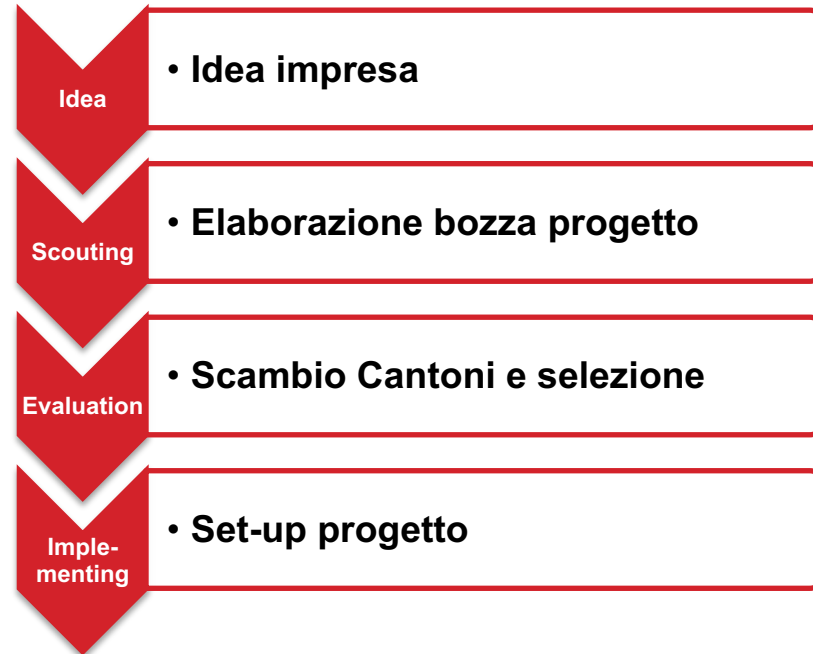 Idea
• Idea impresa
Scouting
• Elaborazione bozza progetto
Evaluation
• Scambio Cantoni e selezione
Imple-
menting
• Set-up progetto